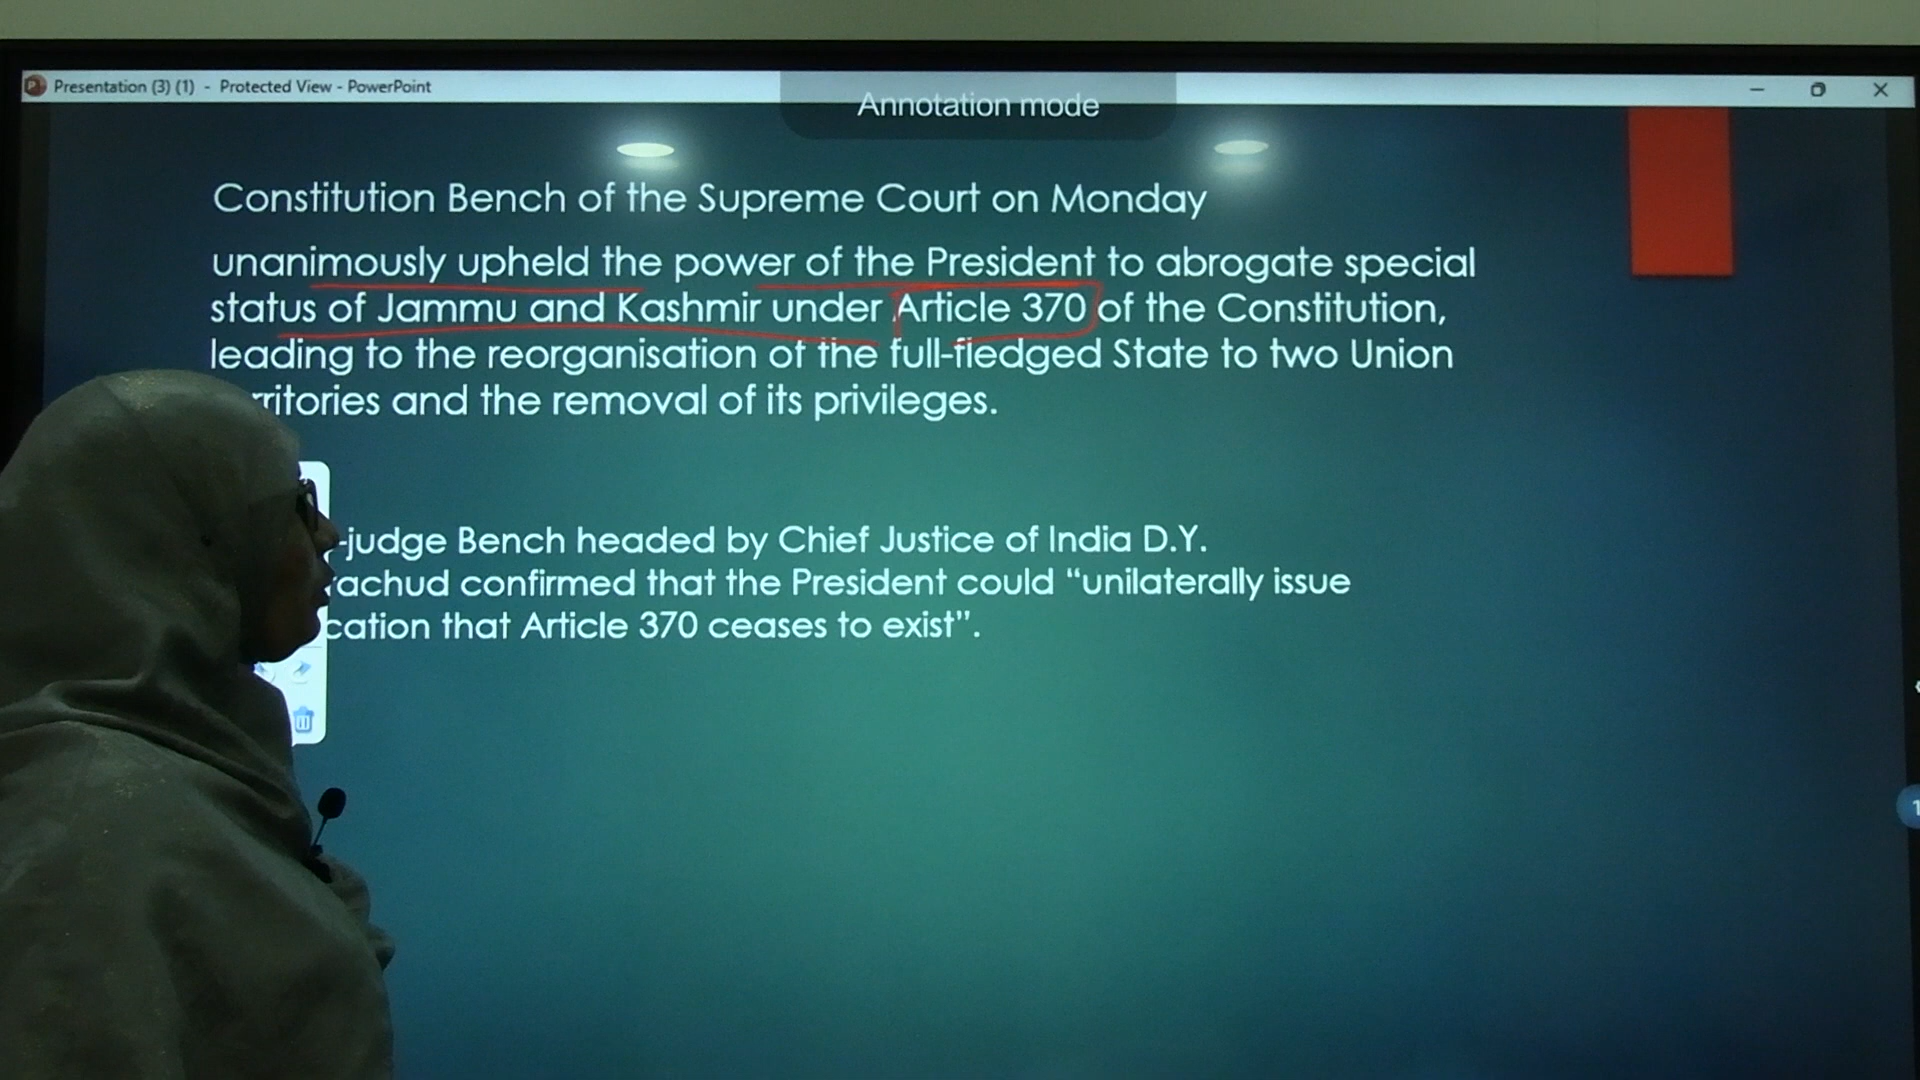 Presentation (3) (1) - Protected View - PowerPoint
Annotation mode
Constitution Bench of the Supreme Court on Monday
unanimously upheld the power of the President to abrogate special
status of Jammu and Kashmir under Article 370 of the Constitution,
leading to the reorganisation of the full-fledged State to two Union
rritories and the removal of its privileges.
-judge Bench headed by Chief Justice of India D.Y.
rachud confirmed that the President could “unilaterally issue
cation that Article 370 ceases to exist”.
1